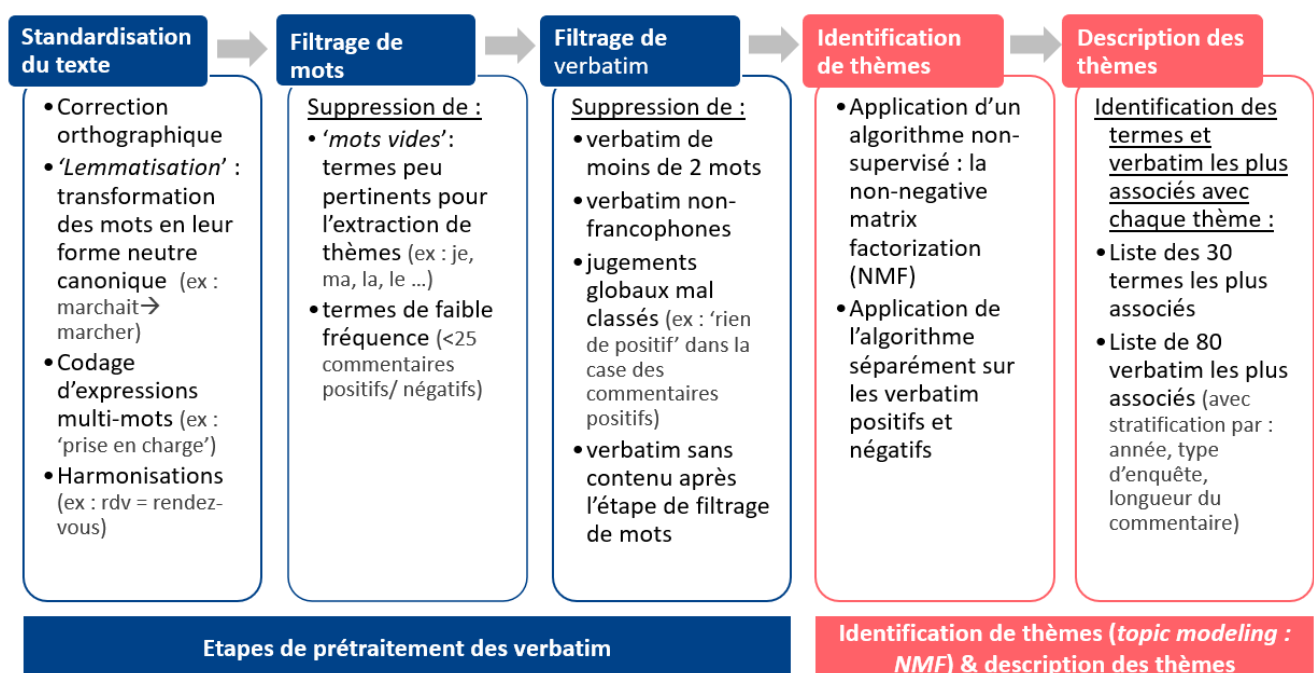 Standardisation
du texte
• Correction
orthographique
• ‘Lemmatisation’ :
transformation
des mots en leur
forme neutre
canonique (ex :
marchait→
marcher)
• Codage
d’expressions
multi-mots (ex :
‘prise en charge’)
• Harmonisations
(ex : rdv = rendez-
vous)
Filtrage de
mots
Suppression de :
• ‘mots vides’:
termes peu
pertinents pour
l’extraction de
thèmes (ex : je,
ma, la, le …)
• termes de faible
fréquence (<25
commentaires
positifs/ négatifs)
Filtrage de
verbatim
Suppression de :
• verbatim de
moins de 2 mots
• verbatim non-
francophones
• jugements
globaux mal
classés (ex : ‘rien
de positif’ dans la
case des
commentaires
positifs)
• verbatim sans
contenu après
l’étape de filtrage
de mots
Identification
de thèmes
• Application d’un
algorithme non-
supervisé : la
non-negative
matrix
factorization
(NMF)
• Application de
l’algorithme
séparément sur
les verbatim
positifs et
négatifs
Description des
thèmes
Identification des
termes et
verbatim les plus
associés avec
chaque thème :
• Liste des 30
termes les plus
associés
• Liste de 80
verbatim les plus
associés (avec
stratification par :
année, type
d’enquête,
longueur du
commentaire)
Etapes de prétraitement des verbatim
Identification de thèmes (topic modeling :
NMF) & description des thèmes